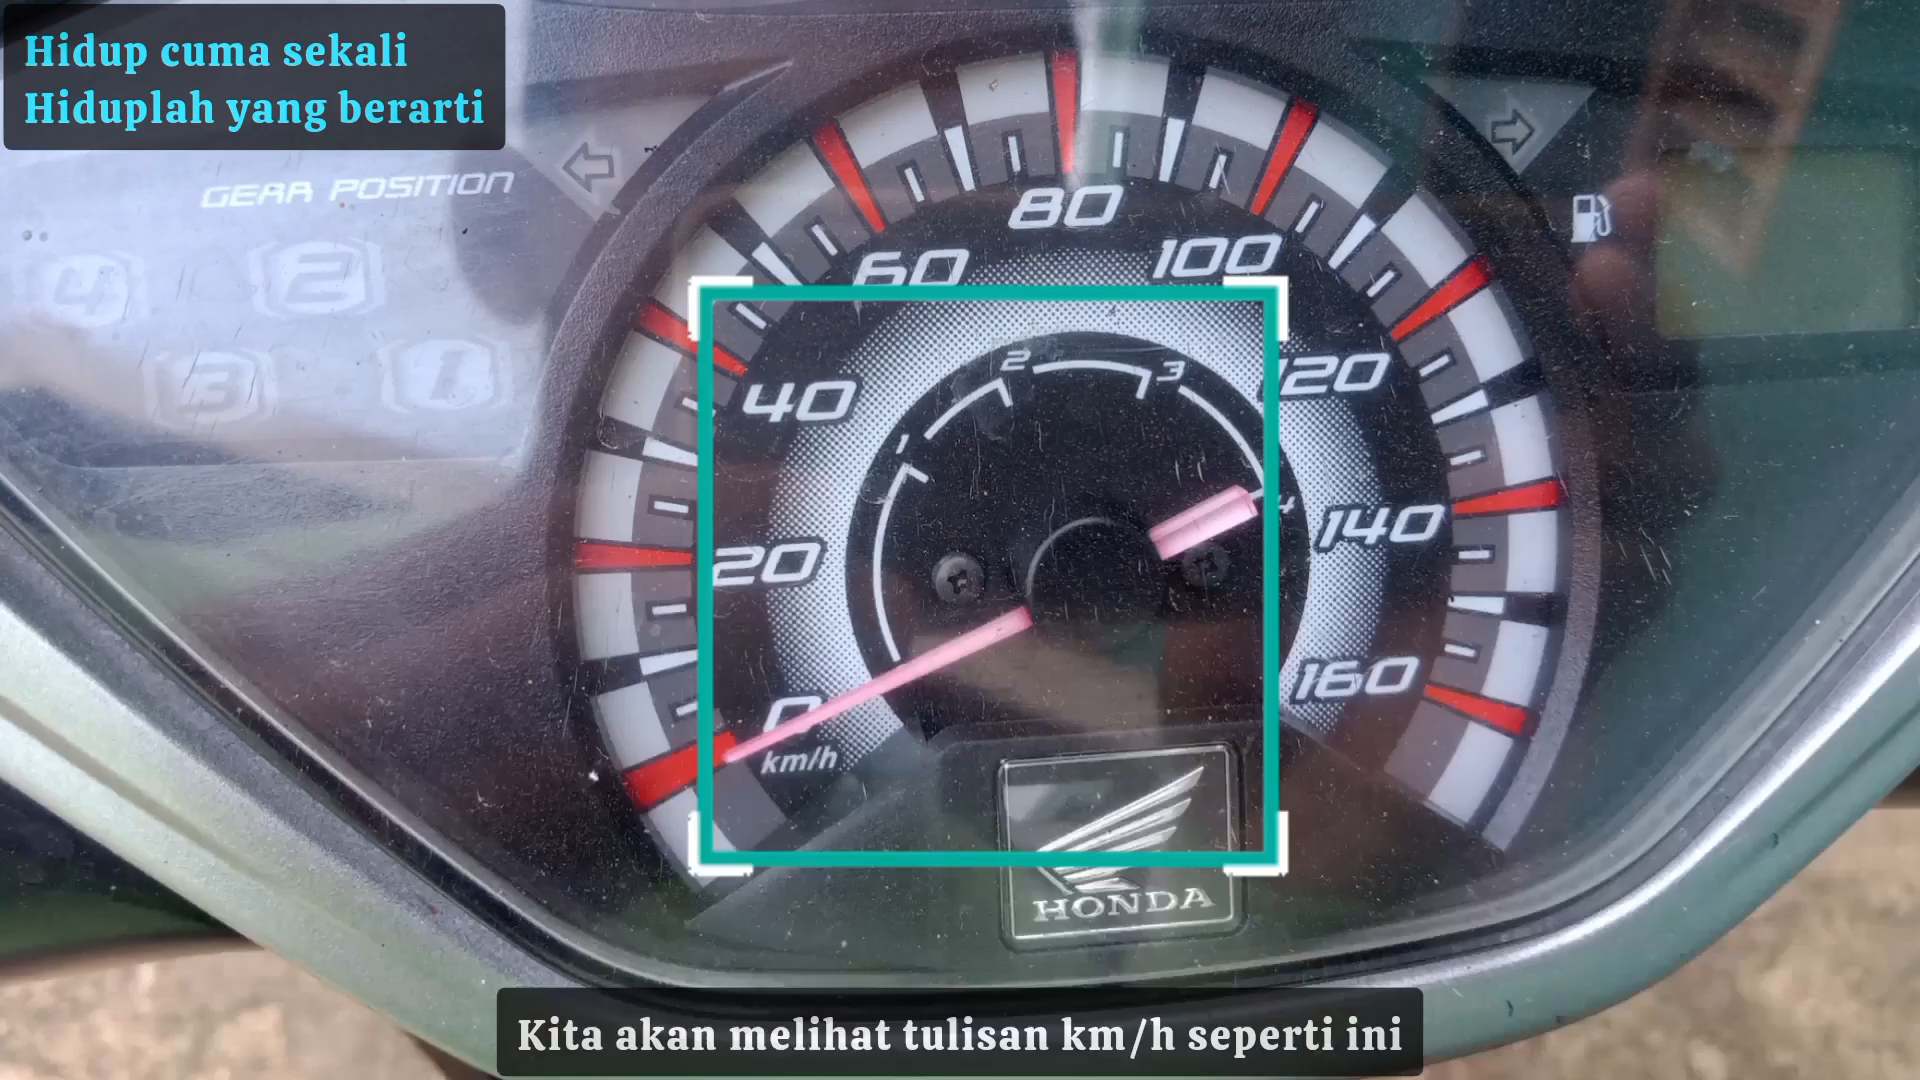 Hidup cuma sekali
Hiduplah yang berarti
GEAR POSITION
4
2
3
1
80
60
100
40
120
20
140
0
160
km/h
1
2
3
4
HONDA
Kita akan melihat tulisan km/h seperti ini